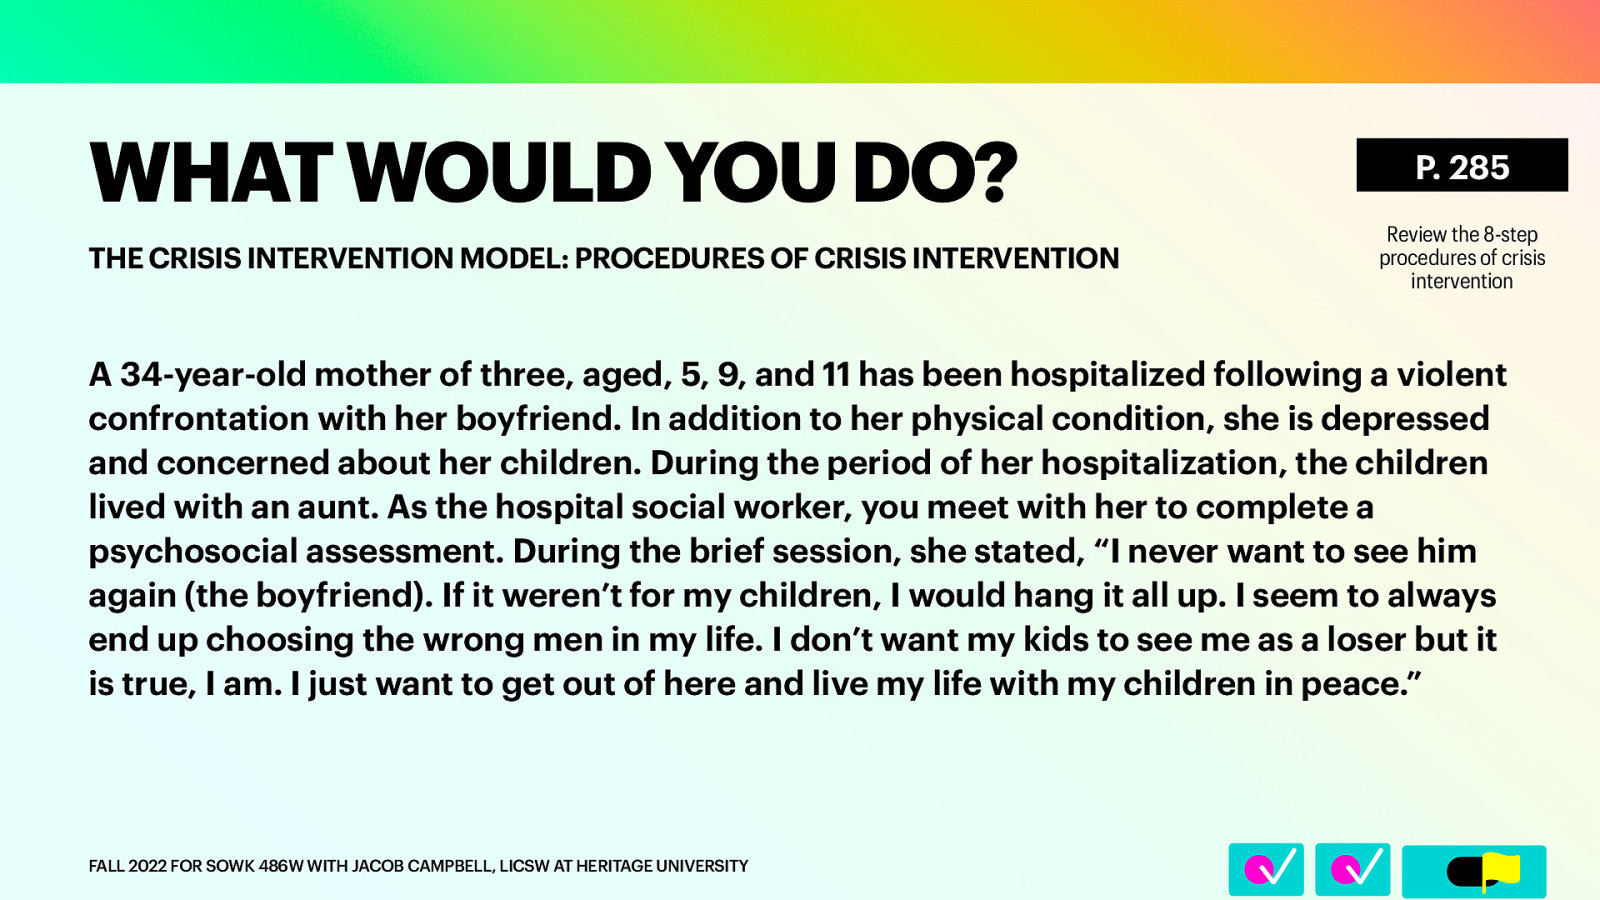 WHAT WOULD YOU DO?
P. 285
Review the 8-step
procedures of crisis
intervention
THE CRISIS INTERVENTION MODEL: PROCEDURES OF CRISIS INTERVENTION
A 34-year-old mother of three, aged, 5, 9, and 11 has been hospitalized following a violent
confrontation with her boyfriend. In addition to her physical condition, she is depressed
and concerned about her children. During the period of her hospitalization, the children
lived with an aunt. As the hospital social worker, you meet with her to complete a
psychosocial assessment. During the brief session, she stated, “I never want to see him
again (the boyfriend). If it weren’t for my children, I would hang it all up. I seem to always
end up choosing the wrong men in my life. I don’t want my kids to see me as a loser but it
is true, I am. I just want to get out of here and live my life with my children in peace.”
FALL 2022 FOR SOWK 486W WITH JACOB CAMPBELL, LICSW AT HERITAGE UNIVERSITY